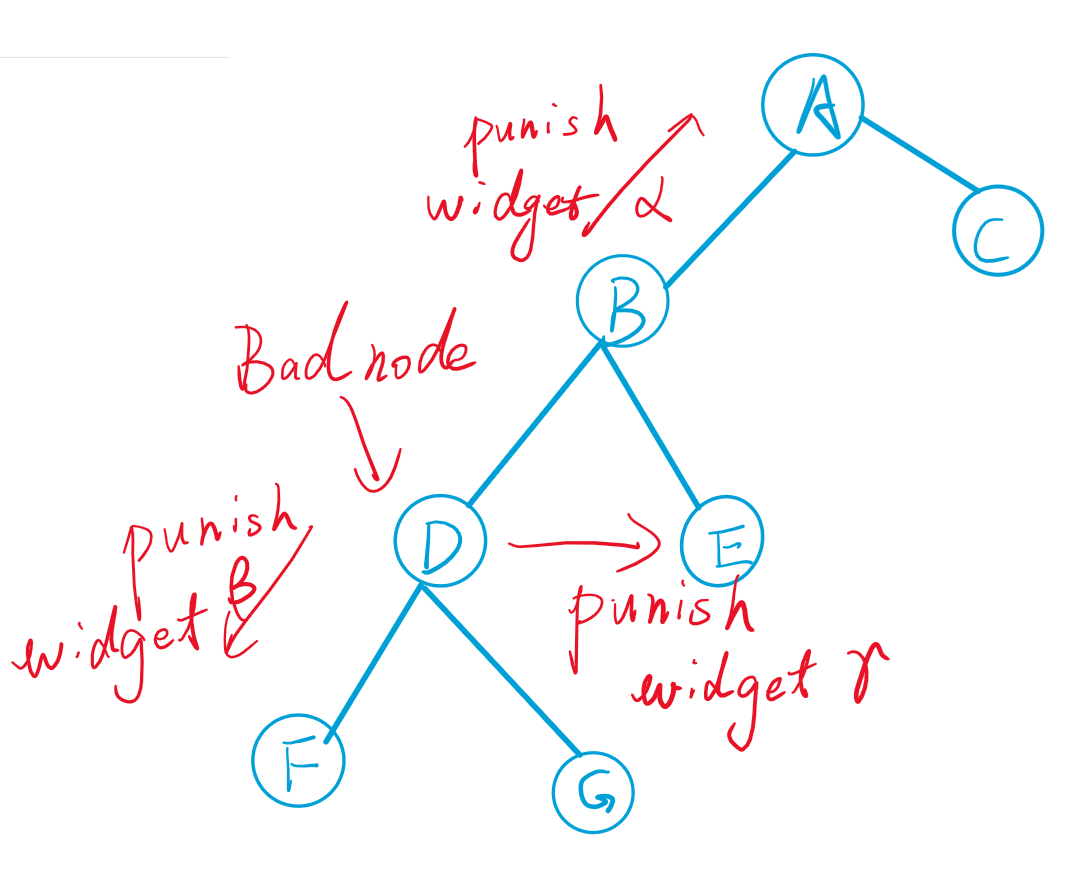 A
punish
widget α
C
B
Bad node
punish
widget β
D
E
punish
widget γ
F
G